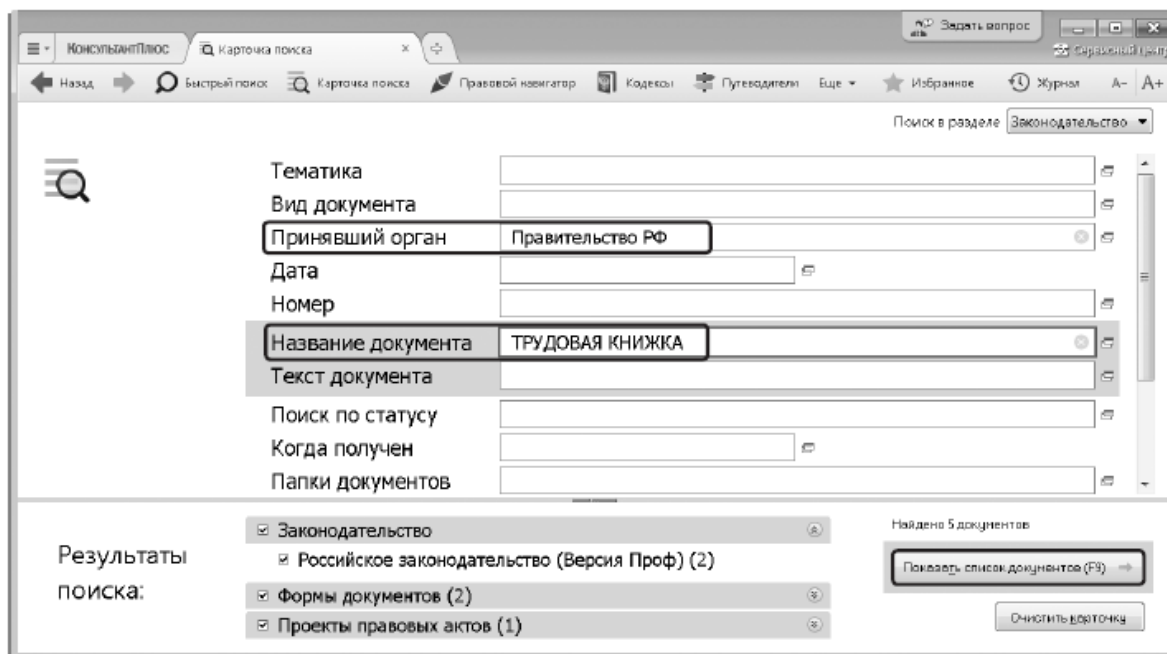 Задать вопрос
КонсультантПлюс Карточка поиска
Сервисный центр
Назад Быстрый поиск Карточка поиска Правовой навигатор Кодексы Путеводители Еще Избранное Журнал A- A+
Поиск в разделе Законодательство
Тематика
Вид документа
Принявший орган Правительство РФ
Дата
Номер
Название документа ТРУДОВАЯ КНИЖКА
Текст документа
Поиск по статусу
Когда получен
Папки документов
Результаты поиска:
Законодательство
Российское законодательство (Версия Проф) (2)
Формы документов (2)
Проекты правовых актов (1)
Найдено 5 документов
Показать список документов (F9)
Очистить карточку